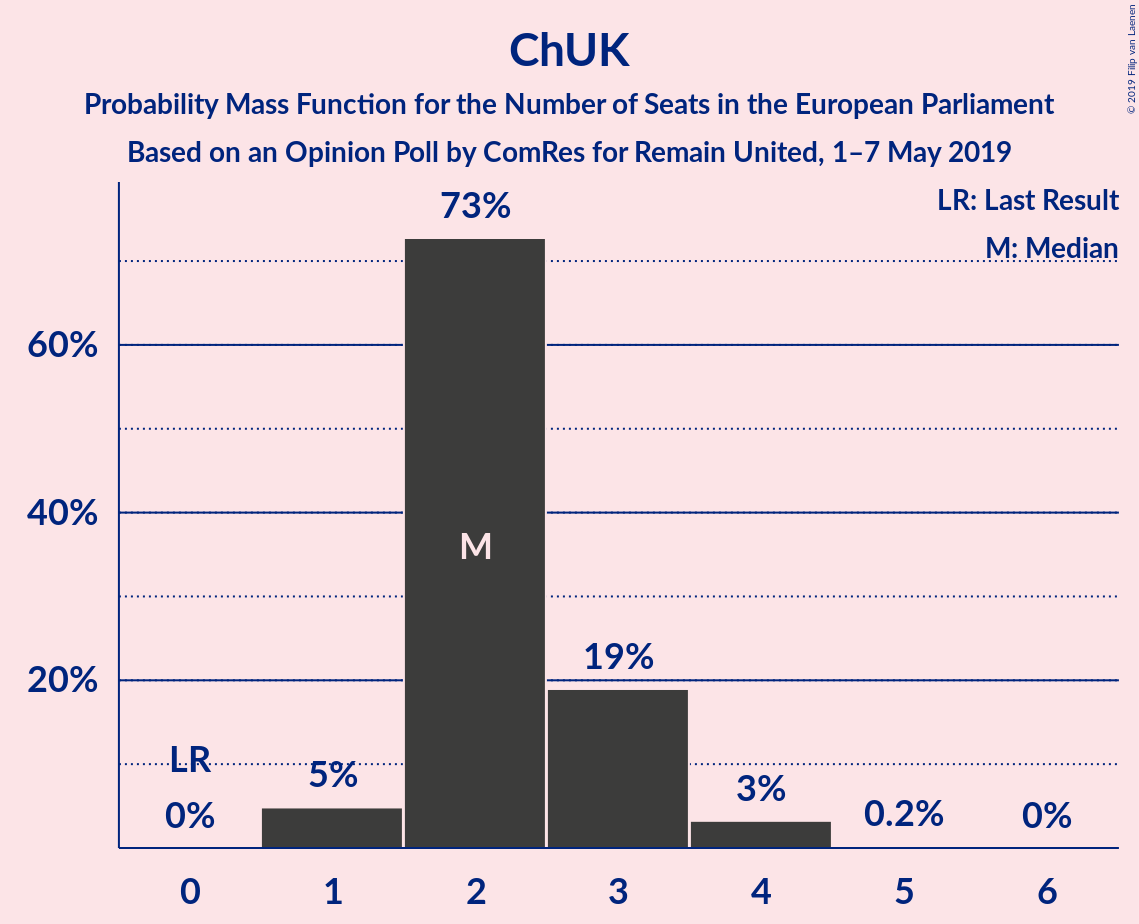 ChUK
Probability Mass Function for the Number of Seats in the European Parliament
Based on an Opinion Poll by ComRes for Remain United, 1–7 May 2019
© 2019 Filip van Laenen
LR: Last Result
M: Median
73%
60%
40%
M
19%
20%
LR
5%
3%
0%
0.2%
0%
0 1 2 3 4 5 6